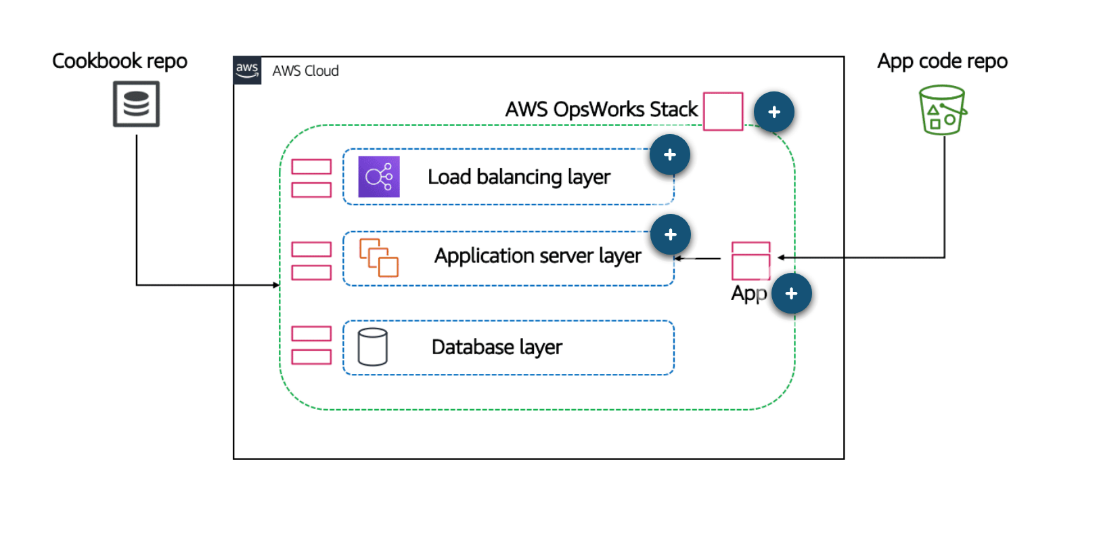 Cookbook repo
App code repo
aws
AWS Cloud
AWS OpsWorks Stack
+
Load balancing layer
+
Application server layer
+
App
+
Database layer